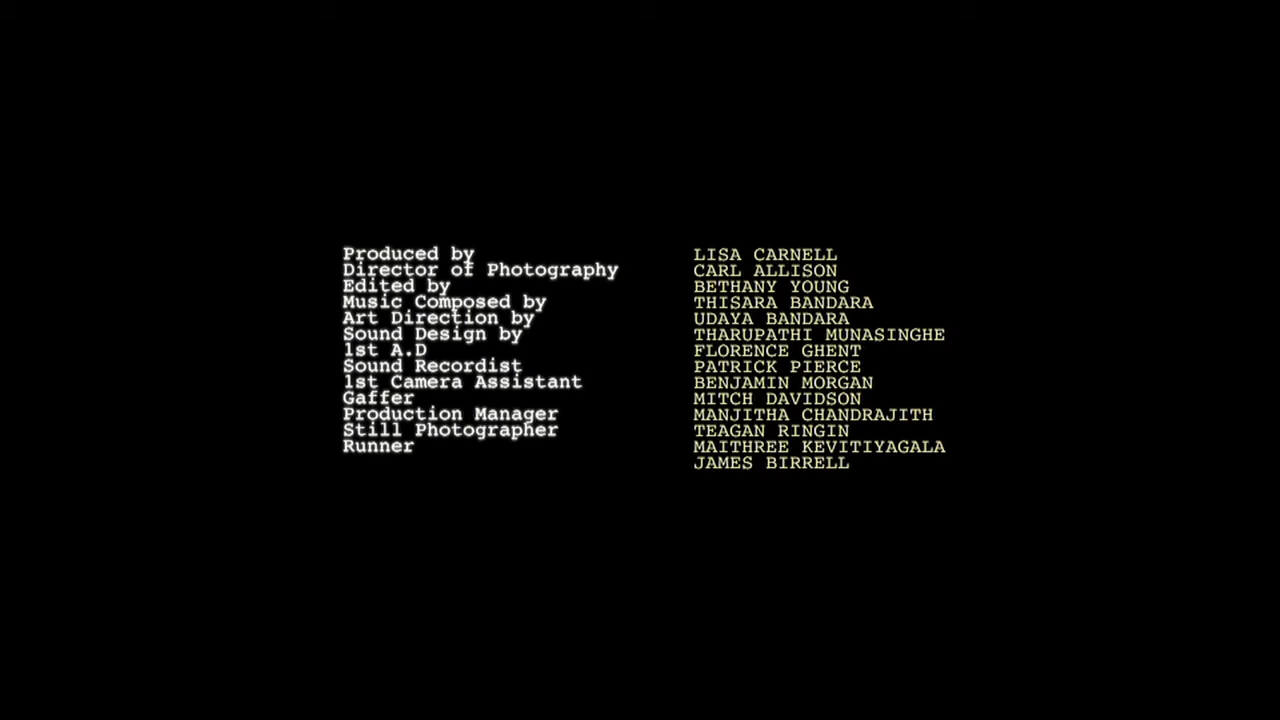 Produced by LISA CARNELL
Director of Photography CARL ALLISON
Edited by BETHANY YOUNG
Music Composed by THISARA BANDARA
Art Direction by UDAYA BANDARA
Sound Design by THARUPATHI MUNASINGHE
1st A.D FLORENCE GHENT
Sound Recordist PATRICK PIERCE
1st Camera Assistant BENJAMIN MORGAN
Gaffer MITCH DAVIDSON
Production Manager MANJITHA CHANDRAJITH
Still Photographer TEAGAN RINGIN
Runner MAITHREE KEVITIYAGALA
JAMES BIRRELL